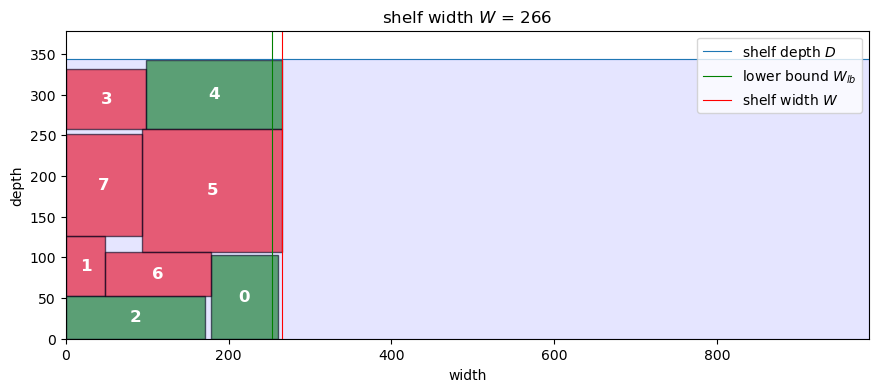 shelf width W = 266
depth
350
300
250
200
150
100
50
0
3
4
7
5
1
6
0
2
shelf depth D
lower bound W_lb
shelf width W
0 200 400 600 800
width